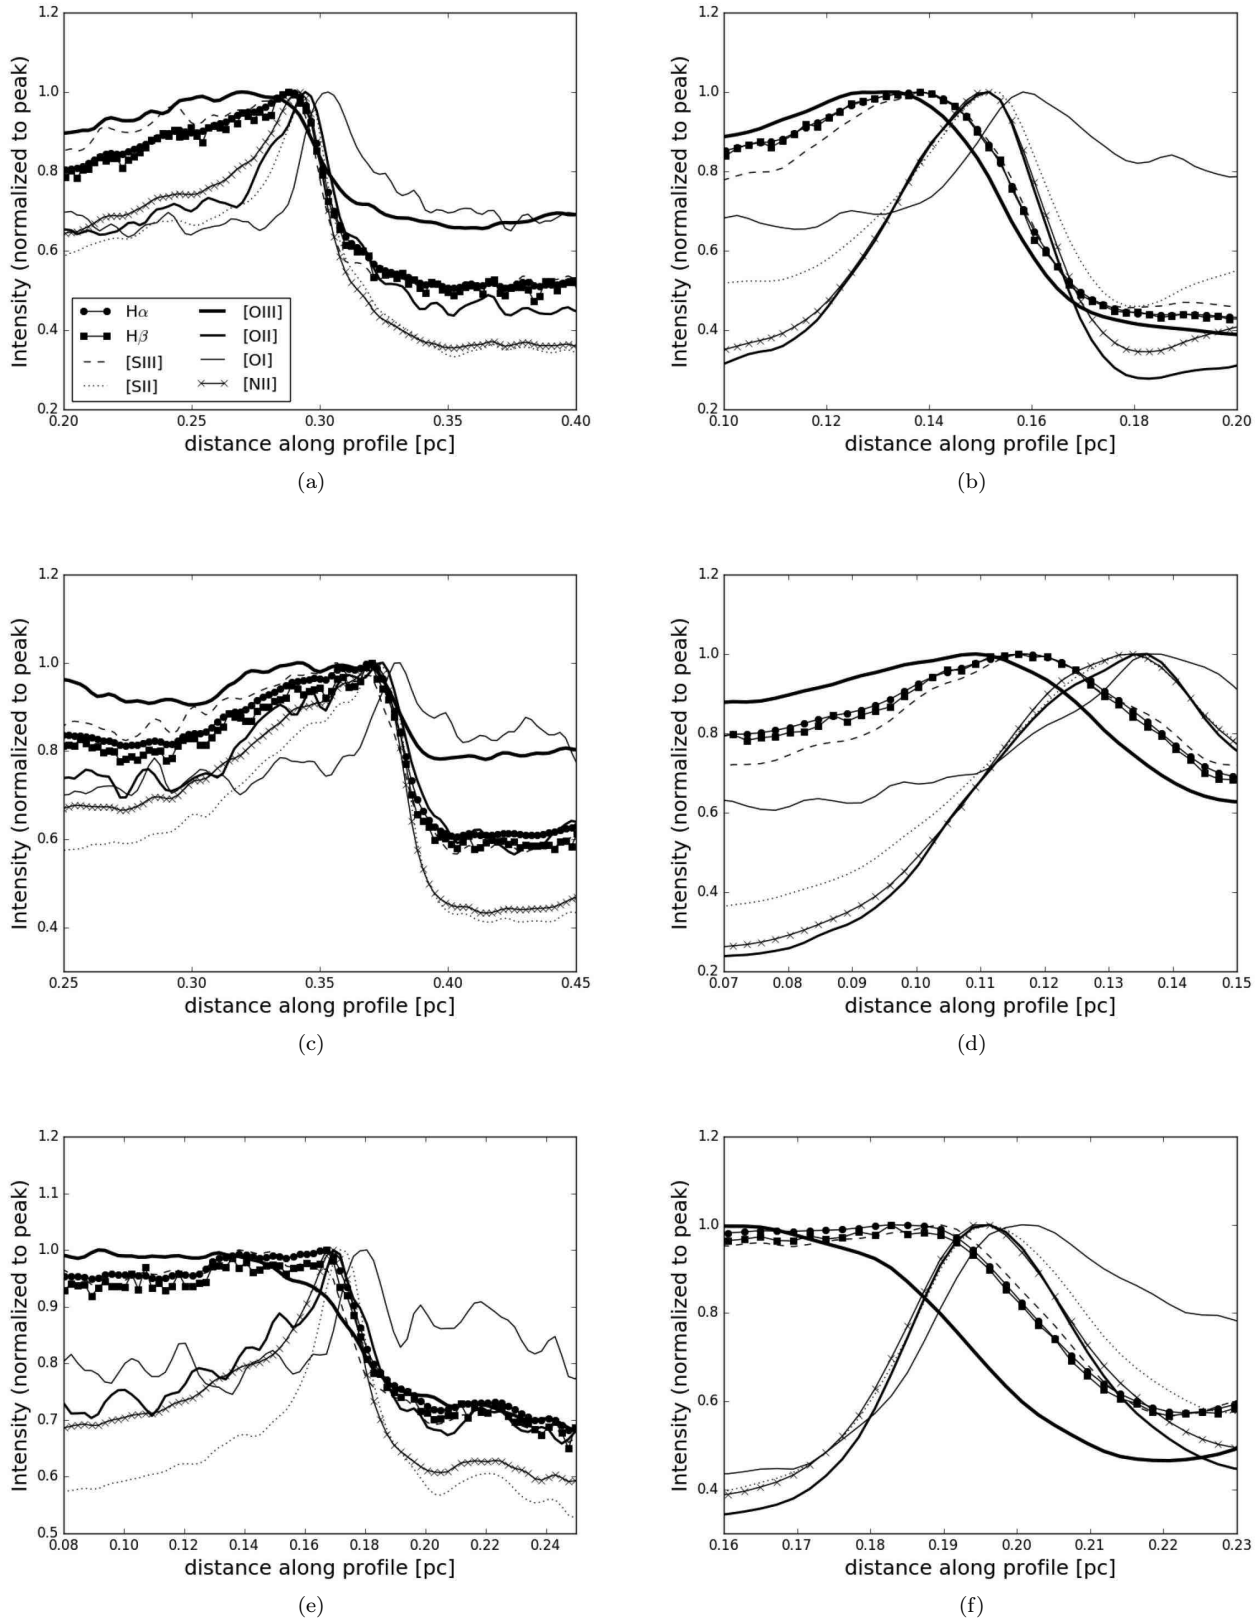 1.2
1.0
0.8
0.6
0.4
0.2
Intensity (normalized to peak)
Hα
Hβ
[SIII]
[SII]
[OIII]
[OII]
[OI]
[NII]
0.20 0.25 0.30 0.35 0.40
distance along profile [pc]
(a)
1.2
1.0
0.8
0.6
0.4
0.2
Intensity (normalized to peak)
0.10 0.12 0.14 0.16 0.18 0.20
distance along profile [pc]
(b)
1.2
1.0
0.8
0.6
0.4
Intensity (normalized to peak)
0.25 0.30 0.35 0.40 0.45
distance along profile [pc]
(c)
1.2
1.0
0.8
0.6
0.4
0.2
Intensity (normalized to peak)
0.07 0.08 0.09 0.10 0.11 0.12 0.13 0.14 0.15
distance along profile [pc]
(d)
1.2
1.1
1.0
0.9
0.8
0.7
0.6
0.5
Intensity (normalized to peak)
0.08 0.10 0.12 0.14 0.16 0.18 0.20 0.22 0.24
distance along profile [pc]
(e)
1.2
1.0
0.8
0.6
0.4
Intensity (normalized to peak)
0.16 0.17 0.18 0.19 0.20 0.21 0.22 0.23
distance along profile [pc]
(f)